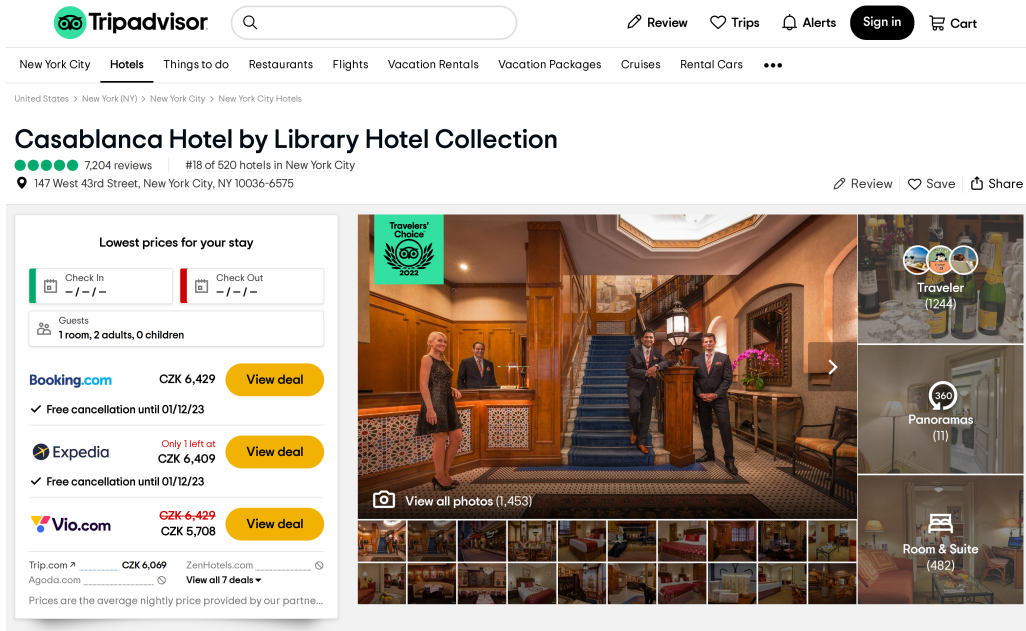 Tripadvisor
Review
Trips
Alerts
Sign in
Cart
New York City
Hotels
Things to do
Restaurants
Flights
Vacation Rentals
Vacation Packages
Cruises
Rental Cars
•••
United States > New York (NY) > New York City > New York City Hotels
Casablanca Hotel by Library Hotel Collection
7,204 reviews
#18 of 520 hotels in New York City
147 West 43rd Street, New York City, NY 10036-6575
Review
Save
Share
Lowest prices for your stay
Check In
– / – / –
Check Out
– / – / –
Guests
1 room, 2 adults, 0 children
Booking.com
CZK 6,429
View deal
Free cancellation until 01/12/23
Expedia
Only 1 left at
CZK 6,409
View deal
Free cancellation until 01/12/23
Vio.com
CZK 6,429
CZK 5,708
View deal
Trip.com CZK 6,069
ZenHotels.com
Agoda.com
View all 7 deals
Prices are the average nightly price provided by our partne...
Travelers'
Choice
2022
View all photos (1,453)
Traveler
(1244)
360
Panoramas
(11)
Room & Suite
(482)